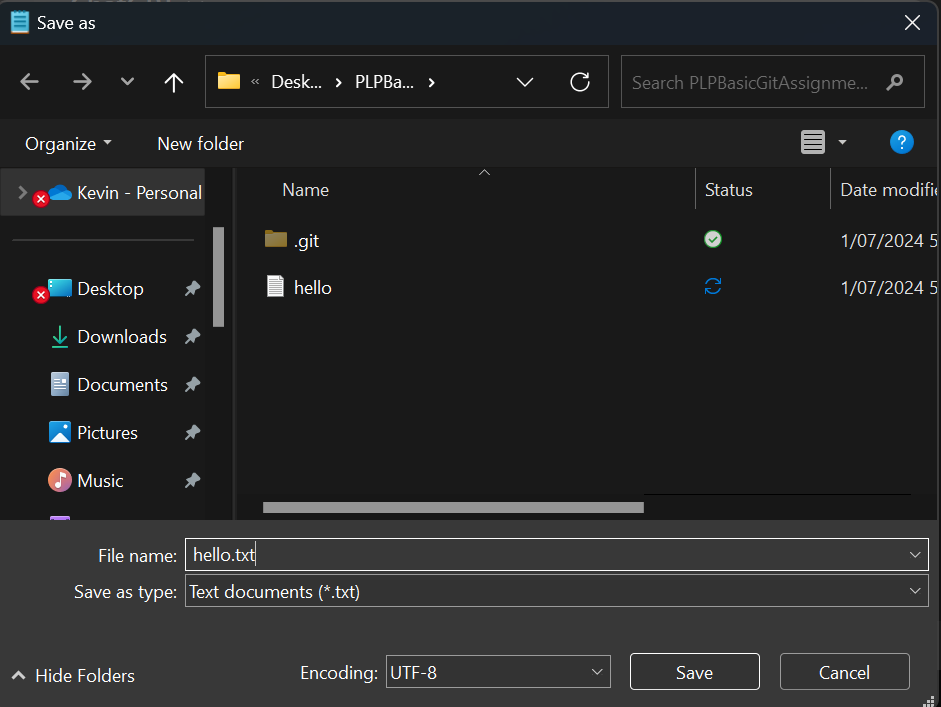 Save as
« Desk... › PLPBa... ›
Search PLPBasicGitAssignme...
Organize
New folder
?
Kevin - Personal
Name
Status
Date modifie
.git
1/07/2024 5
hello
1/07/2024 5
Desktop
Downloads
Documents
Pictures
Music
File name: hello.txt
Save as type: Text documents (*.txt)
Hide Folders
Encoding: UTF-8
Save
Cancel